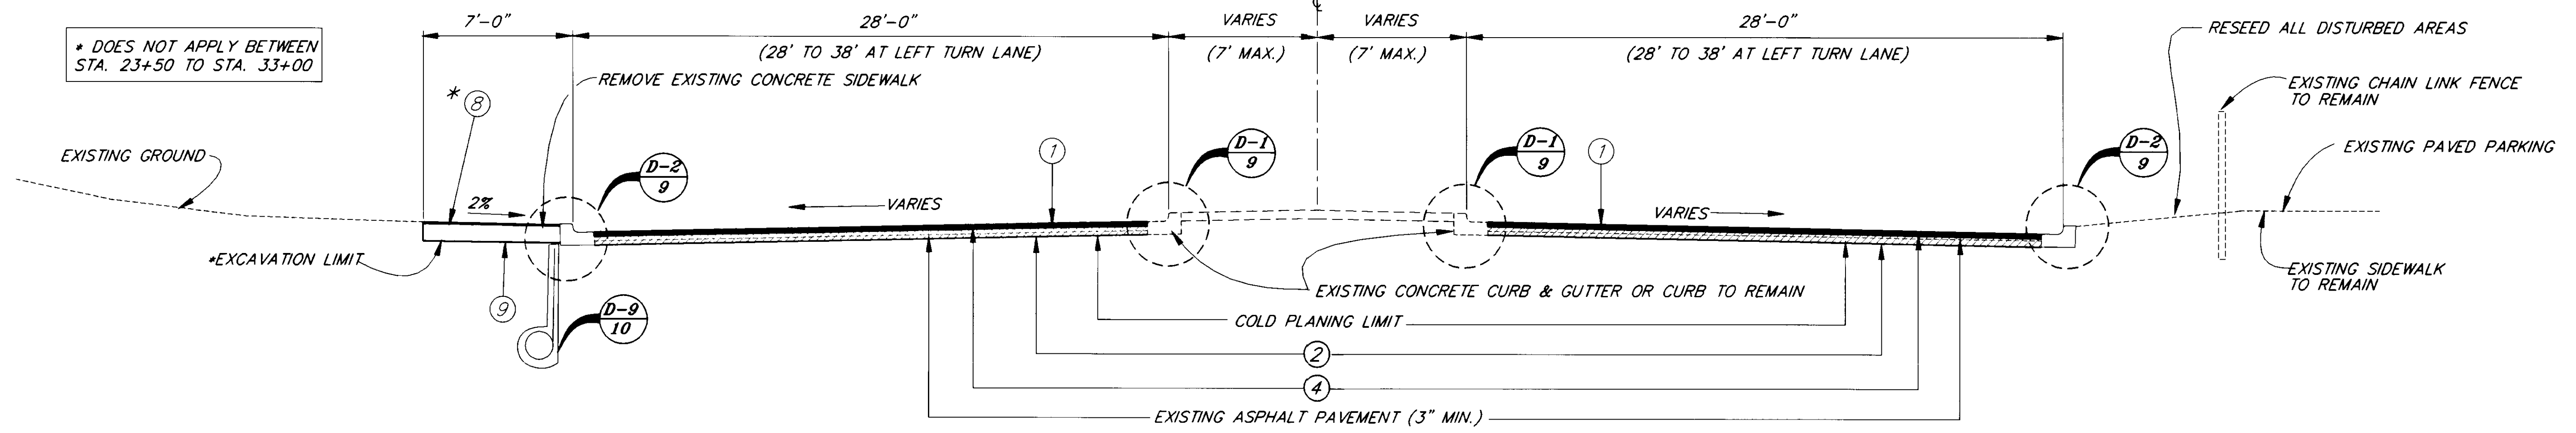 7'-0"
28'-0"
VARIES
℄
VARIES
28'-0"
(28' TO 38' AT LEFT TURN LANE)
(7' MAX.)
(7' MAX.)
(28' TO 38' AT LEFT TURN LANE)
* DOES NOT APPLY BETWEEN
STA. 23+50 TO STA. 33+00
REMOVE EXISTING CONCRETE SIDEWALK
RESEED ALL DISTURBED AREAS
EXISTING CHAIN LINK FENCE
TO REMAIN
* 8
EXISTING GROUND
D-2
9
1
D-1
9
D-1
9
1
D-2
9
EXISTING PAVED PARKING
2%
VARIES
VARIES
*EXCAVATION LIMIT
9
D-9
10
EXISTING CONCRETE CURB & GUTTER OR CURB TO REMAIN
EXISTING SIDEWALK
TO REMAIN
COLD PLANING LIMIT
2
4
EXISTING ASPHALT PAVEMENT (3" MIN.)